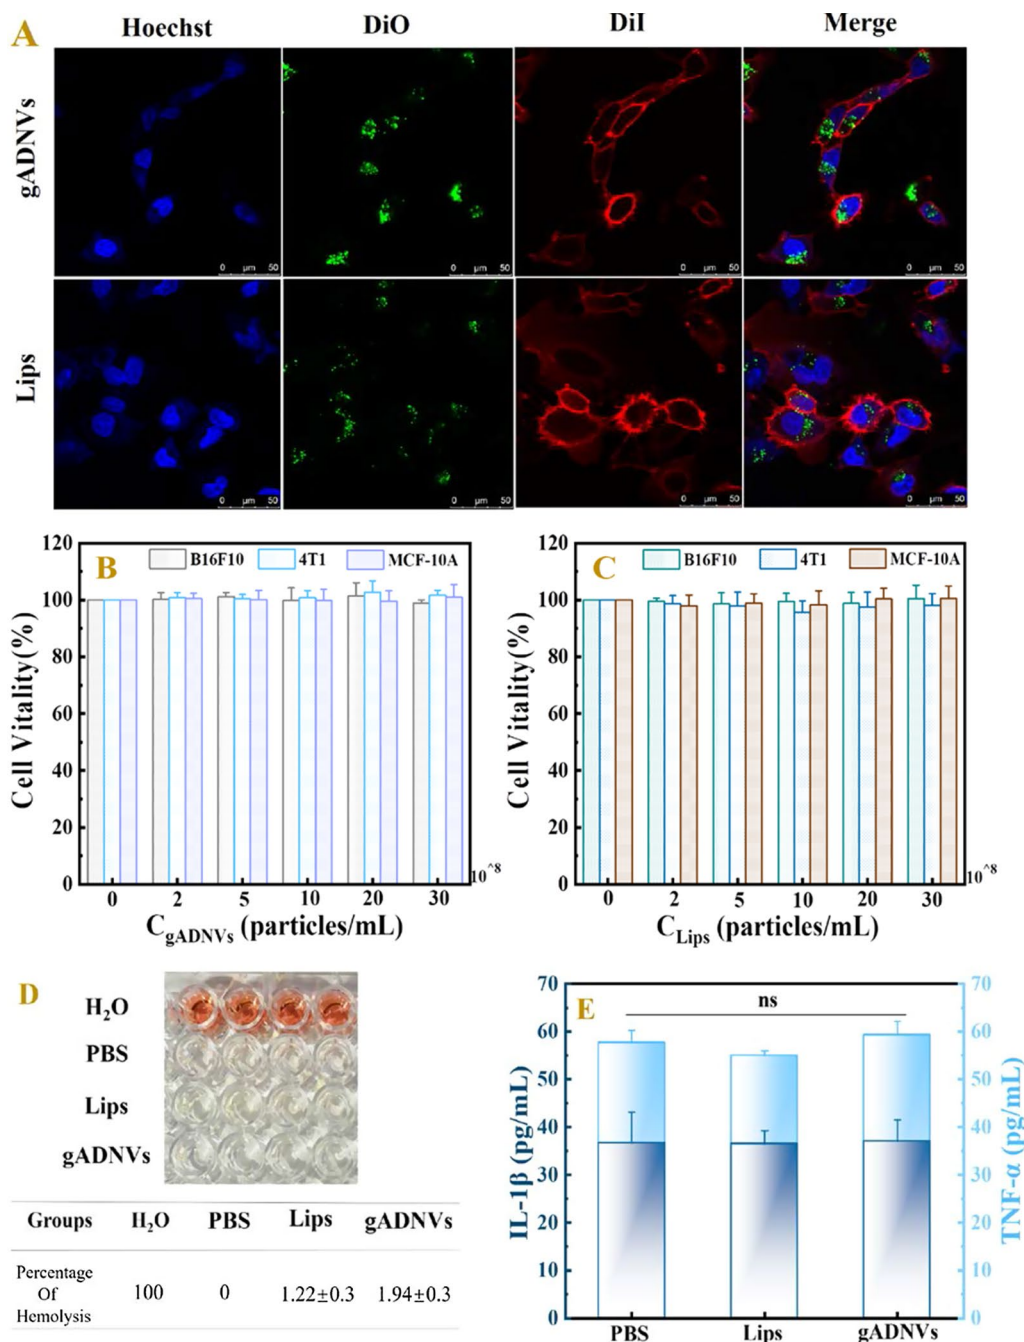 A
Hoechst DiO DiI Merge
gADNVs
0 μm 50 0 μm 50 0 μm 50 0 μm 50
Lips
0 μm 50 0 μm 50 0 μm 50 0 μm 50
B
B16F10 4T1 MCF-10A
Cell Vitality(%)
120
100
80
60
40
20
0
0 2 5 10 20 30
10^8
C_gADNVs (particles/mL)
C
B16F10 4T1 MCF-10A
Cell Vitality(%)
120
100
80
60
40
20
0
0 2 5 10 20 30
10^8
C_Lips (particles/mL)
D
H₂O
PBS
Lips
gADNVs
Groups H₂O PBS Lips gADNVs
Percentage
Of
Hemolysis
100 0 1.22±0.3 1.94±0.3
E
ns
IL-1β (pg/mL)
70
60
50
40
30
20
10
0
TNF-α (pg/mL)
70
60
50
40
30
20
10
0
PBS Lips gADNVs